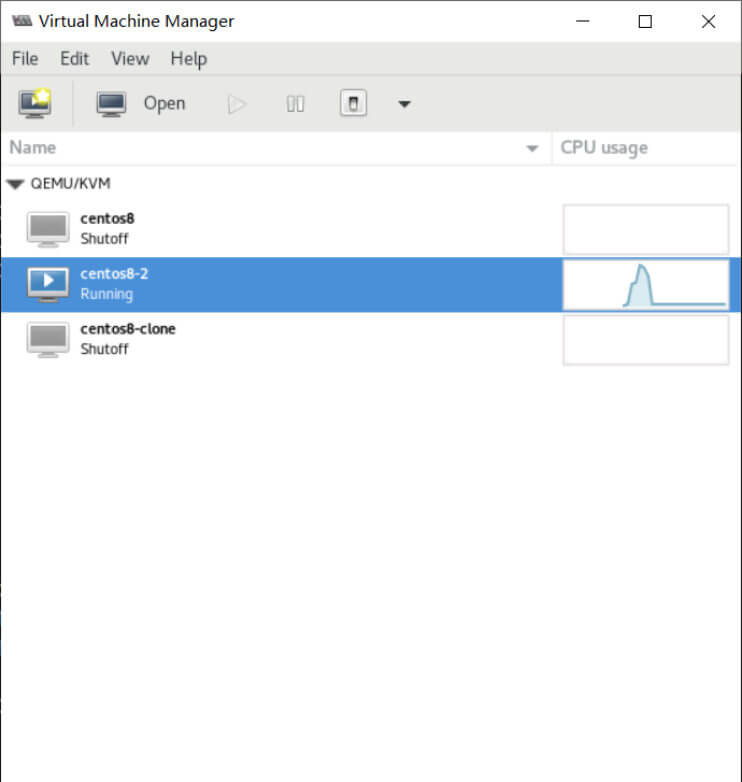 Virtual Machine Manager
File Edit View Help
Open
Name CPU usage
QEMU/KVM
centos8
Shutoff
centos8-2
Running
centos8-clone
Shutoff